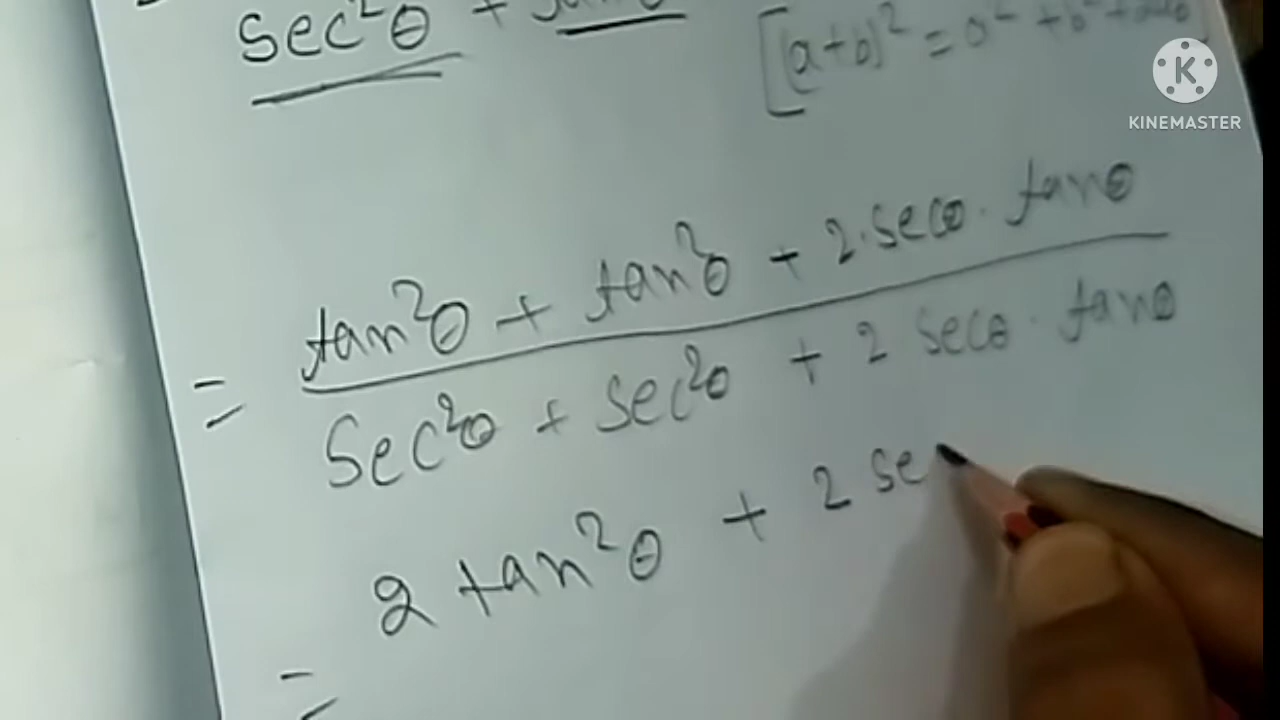 sec²θ +
[(a+b)² = a² + b² + 2ab]
KINEMASTER
tan²θ + tan²θ + 2·secθ·tanθ
=
sec²θ + sec²θ + 2 secθ·tanθ
2 tan²θ + 2 se
=